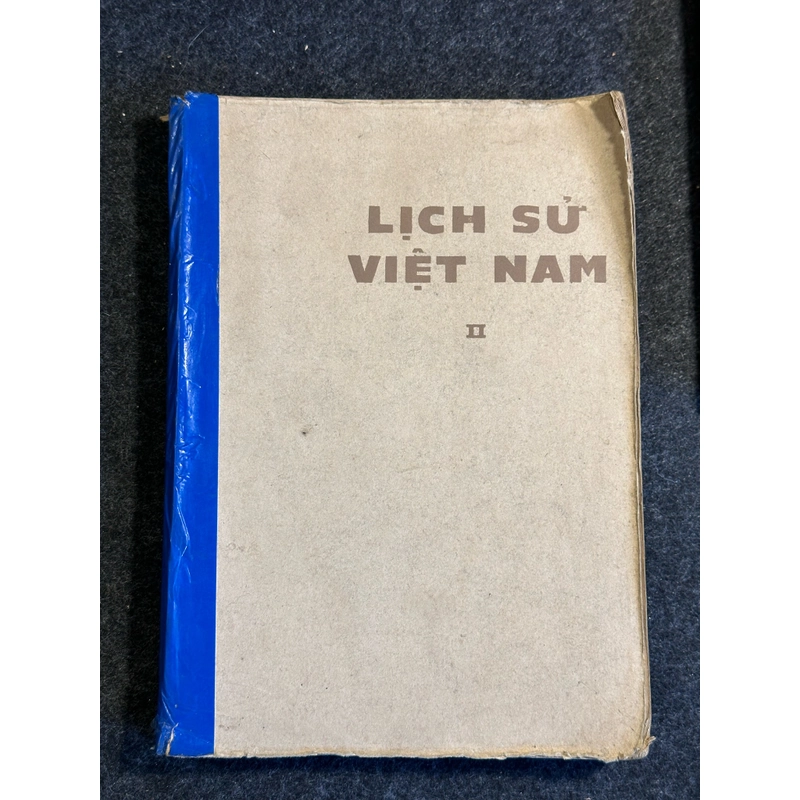 LỊCH SỬ
VIỆT NAM
II